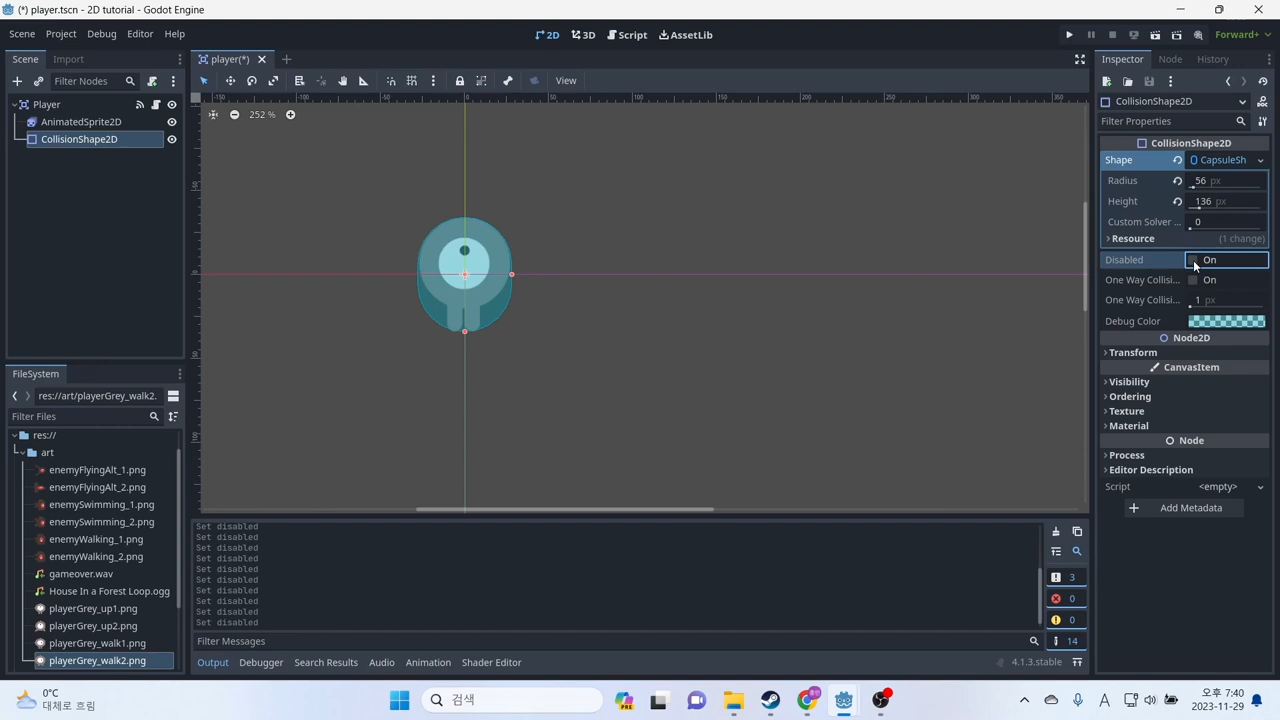 (*) player.tscn - 2D tutorial - Godot Engine
Scene Project Debug Editor Help
2D 3D Script AssetLib
Forward+
Scene Import
player(*)
Inspector Node History
Filter Nodes
View
Player
AnimatedSprite2D
CollisionShape2D
252 %
CollisionShape2D
Filter Properties
CollisionShape2D
Shape CapsuleSh
Radius 56 px
Height 136 px
Custom Solver ... 0
Resource (1 change)
Disabled On
One Way Collisi... On
One Way Collisi... 1 px
Debug Color
Node2D
Transform
CanvasItem
Visibility
Ordering
Texture
Material
Node
Process
Editor Description
Script <empty>
Add Metadata
FileSystem
res://art/playerGrey_walk2.
Filter Files
res://
art
enemyFlyingAlt_1.png
enemyFlyingAlt_2.png
enemySwimming_1.png
enemySwimming_2.png
enemyWalking_1.png
enemyWalking_2.png
gameover.wav
House In a Forest Loop.ogg
playerGrey_up1.png
playerGrey_up2.png
playerGrey_walk1.png
playerGrey_walk2.png
Set disabled
Set disabled
Set disabled
Set disabled
Set disabled
Set disabled
Set disabled
Set disabled
Set disabled
Set disabled
3
0
0
14
Filter Messages
Output Debugger Search Results Audio Animation Shader Editor
4.1.3.stable
0°C
대체로 흐림
검색
A
오후 7:40
2023-11-29